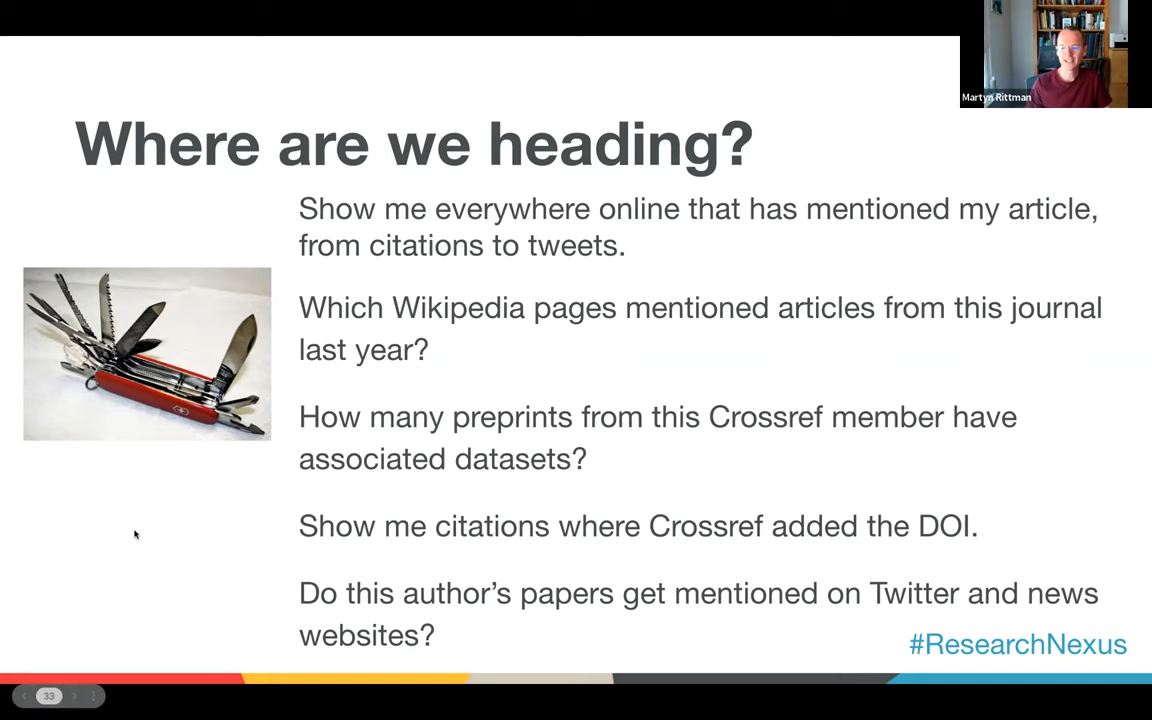 Martyn Rittman
Where are we heading?
Show me everywhere online that has mentioned my article,
from citations to tweets.
Which Wikipedia pages mentioned articles from this journal
last year?
How many preprints from this Crossref member have
associated datasets?
Show me citations where Crossref added the DOI.
Do this author’s papers get mentioned on Twitter and news
websites?
#ResearchNexus
33